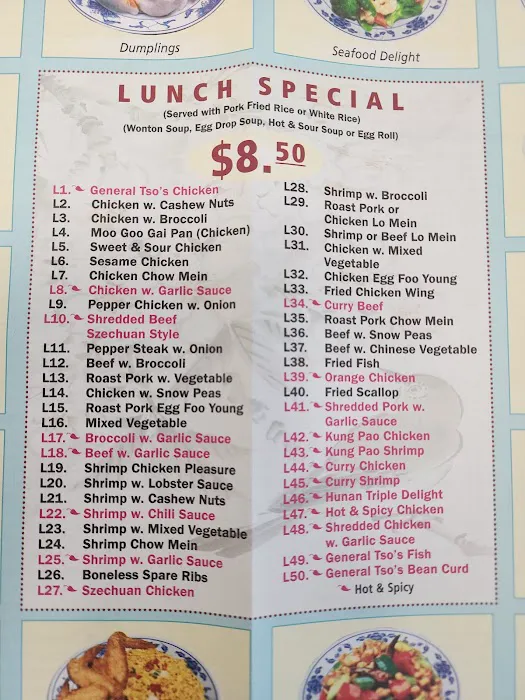 Dumplings
Seafood Delight
LUNCH SPECIAL
(Served with Pork Fried Rice or White Rice)
(Wonton Soup, Egg Drop Soup, Hot & Sour Soup or Egg Roll)
$8.50
L1. General Tso's Chicken
L2. Chicken w. Cashew Nuts
L3. Chicken w. Broccoli
L4. Moo Goo Gai Pan (Chicken)
L5. Sweet & Sour Chicken
L6. Sesame Chicken
L7. Chicken Chow Mein
L8. Chicken w. Garlic Sauce
L9. Pepper Chicken w. Onion
L10. Shredded Beef
Szechuan Style
L11. Pepper Steak w. Onion
L12. Beef w. Broccoli
L13. Roast Pork w. Vegetable
L14. Chicken w. Snow Peas
L15. Roast Pork Egg Foo Young
L16. Mixed Vegetable
L17. Broccoli w. Garlic Sauce
L18. Beef w. Garlic Sauce
L19. Shrimp Chicken Pleasure
L20. Shrimp w. Lobster Sauce
L21. Shrimp w. Cashew Nuts
L22. Shrimp w. Chili Sauce
L23. Shrimp w. Mixed Vegetable
L24. Shrimp Chow Mein
L25. Shrimp w. Garlic Sauce
L26. Boneless Spare Ribs
L27. Szechuan Chicken
L28. Shrimp w. Broccoli
L29. Roast Pork or
Chicken Lo Mein
L30. Shrimp or Beef Lo Mein
L31. Chicken w. Mixed
Vegetable
L32. Chicken Egg Foo Young
L33. Fried Chicken Wing
L34. Curry Beef
L35. Roast Pork Chow Mein
L36. Beef w. Snow Peas
L37. Beef w. Chinese Vegetable
L38. Fried Fish
L39. Orange Chicken
L40. Fried Scallop
L41. Shredded Pork w.
Garlic Sauce
L42. Kung Pao Chicken
L43. Kung Pao Shrimp
L44. Curry Chicken
L45. Curry Shrimp
L46. Hunan Triple Delight
L47. Hot & Spicy Chicken
L48. Shredded Chicken
w. Garlic Sauce
L49. General Tso's Fish
L50. General Tso's Bean Curd
Hot & Spicy